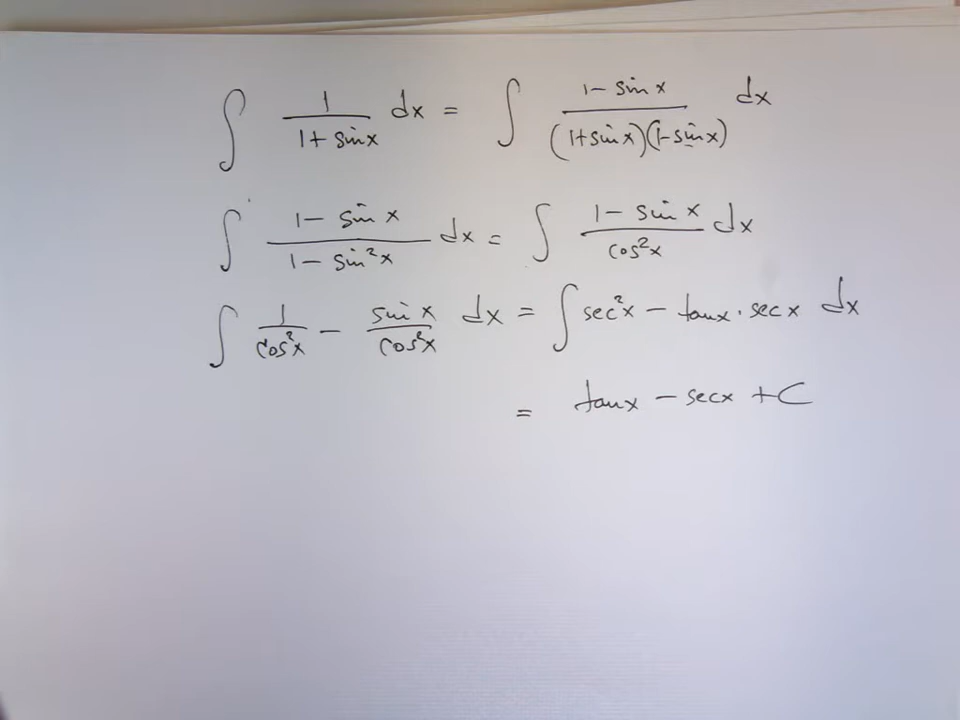 ∫ 1/(1+ sinx) dx = ∫ (1- sinx)/((1+sinx)(1-sinx)) dx
∫ (1- sinx)/(1- sin²x) dx = ∫ (1- sinx)/(cos²x) dx
∫ 1/(cos²x) - (sinx)/(cos²x) dx = ∫ sec²x - tanx · secx dx
= tanx - secx + C